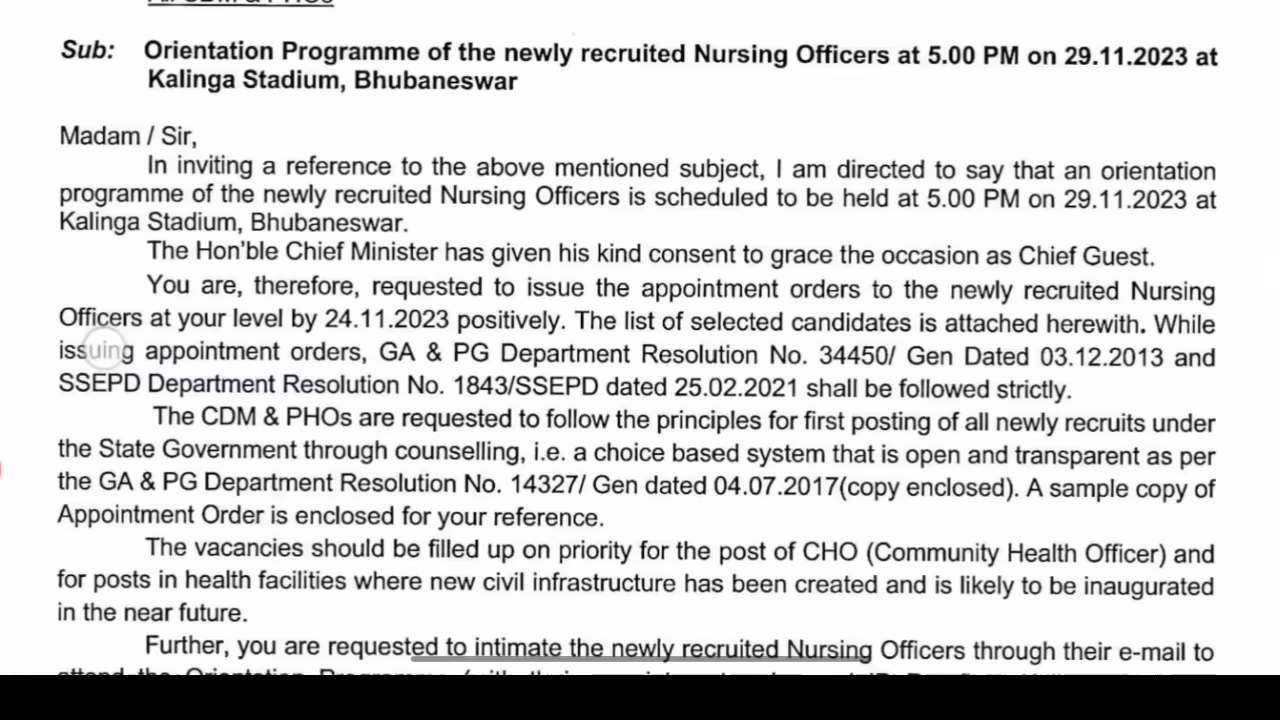 Sub: Orientation Programme of the newly recruited Nursing Officers at 5.00 PM on 29.11.2023 at
Kalinga Stadium, Bhubaneswar
Madam / Sir,
In inviting a reference to the above mentioned subject, I am directed to say that an orientation
programme of the newly recruited Nursing Officers is scheduled to be held at 5.00 PM on 29.11.2023 at
Kalinga Stadium, Bhubaneswar.
The Hon'ble Chief Minister has given his kind consent to grace the occasion as Chief Guest.
You are, therefore, requested to issue the appointment orders to the newly recruited Nursing
Officers at your level by 24.11.2023 positively. The list of selected candidates is attached herewith. While
issuing appointment orders, GA & PG Department Resolution No. 34450/ Gen Dated 03.12.2013 and
SSEPD Department Resolution No. 1843/SSEPD dated 25.02.2021 shall be followed strictly.
The CDM & PHOs are requested to follow the principles for first posting of all newly recruits under
the State Government through counselling, i.e. a choice based system that is open and transparent as per
the GA & PG Department Resolution No. 14327/ Gen dated 04.07.2017(copy enclosed). A sample copy of
Appointment Order is enclosed for your reference.
The vacancies should be filled up on priority for the post of CHO (Community Health Officer) and
for posts in health facilities where new civil infrastructure has been created and is likely to be inaugurated
in the near future.
Further, you are requested to intimate the newly recruited Nursing Officers through their e-mail to